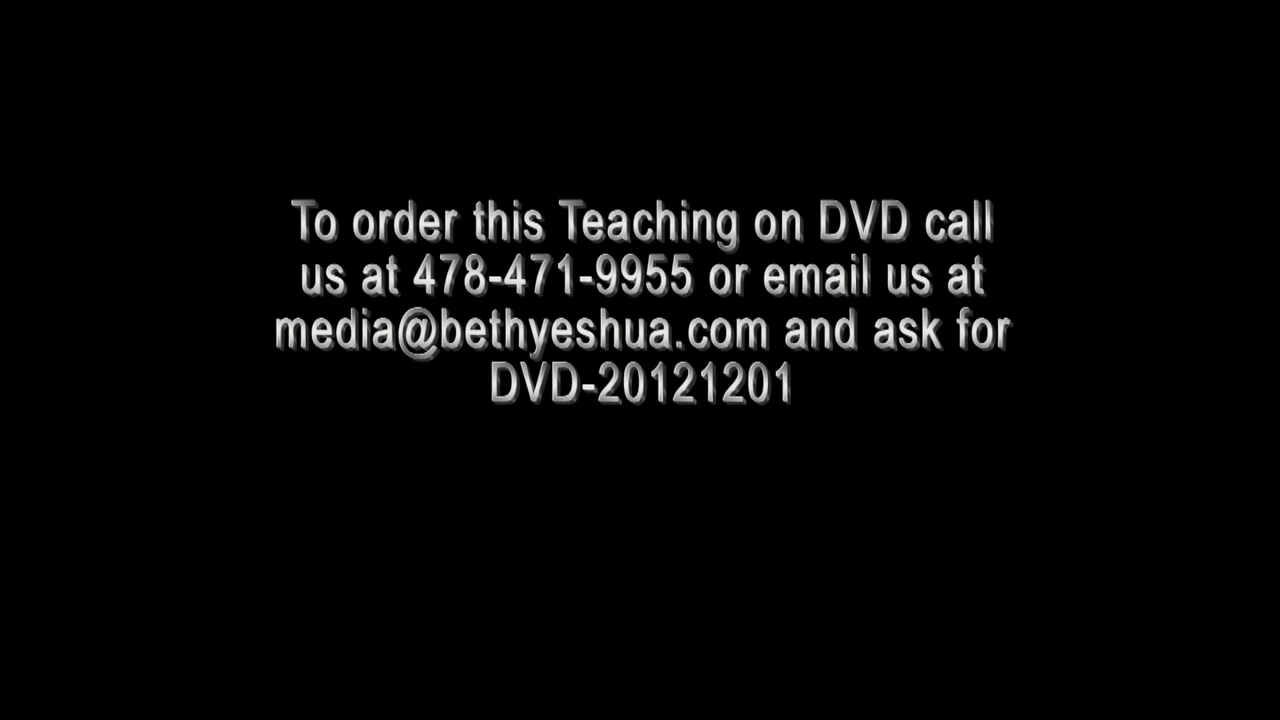 To order this Teaching on DVD call
us at 478-471-9955 or email us at
media@bethyeshua.com and ask for
DVD-20121201